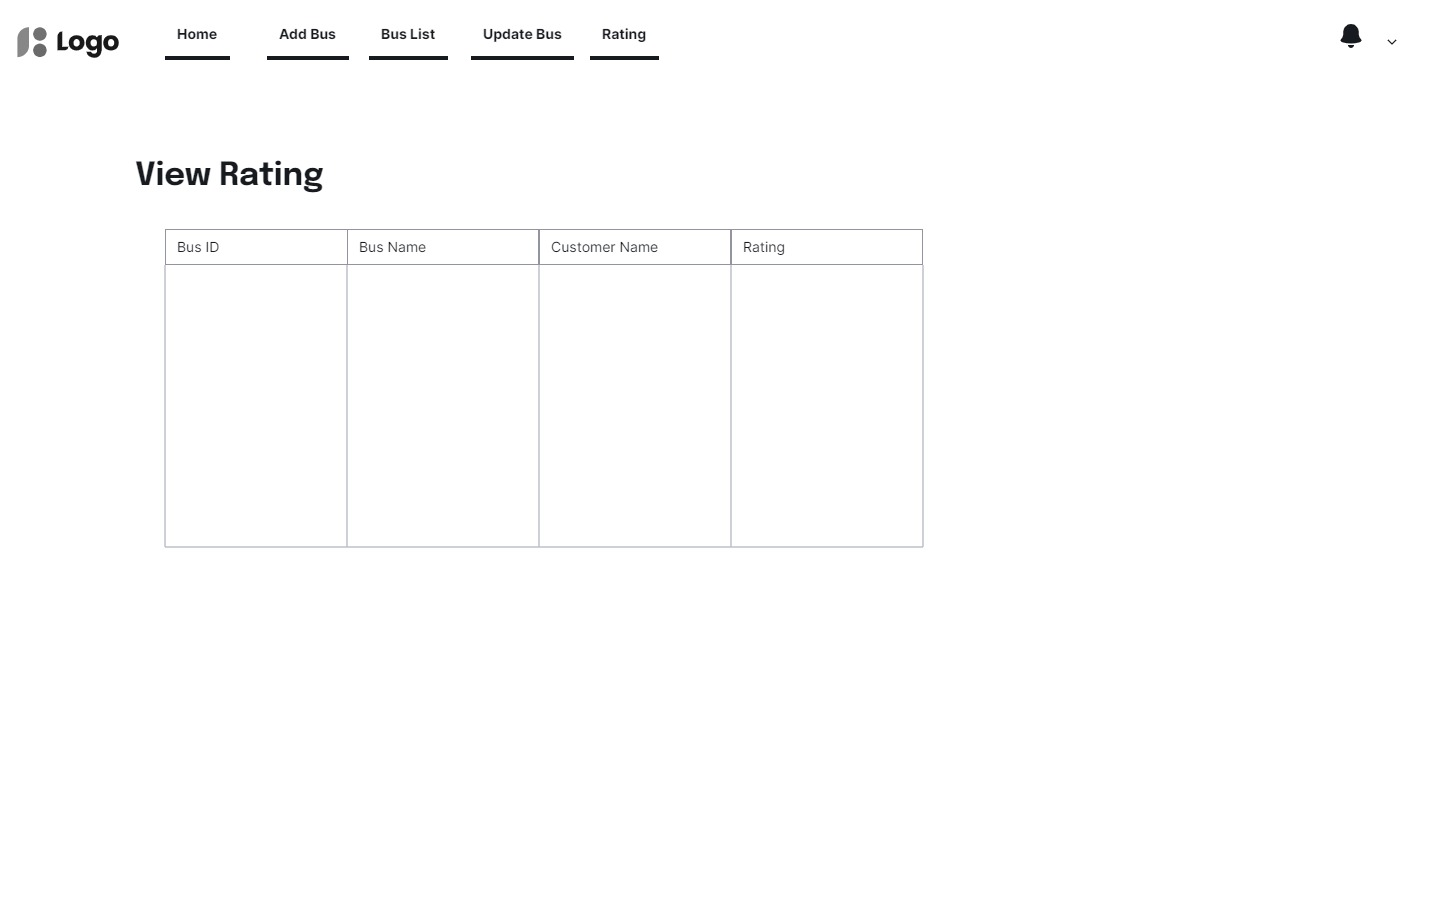 Logo
Home
Add Bus
Bus List
Update Bus
Rating
View Rating
Bus ID
Bus Name
Customer Name
Rating